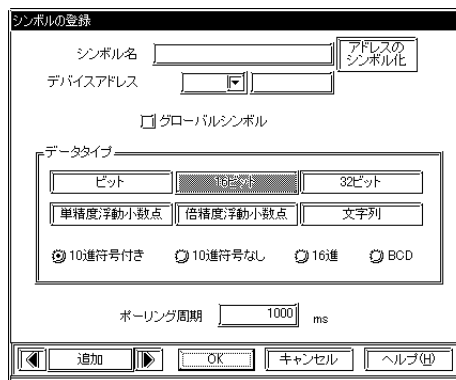 シンボルの登録
シンボル名 アドレスのシンボル化
デバイスアドレス
グローバルシンボル
データタイプ
ビット 16ビット 32ビット
単精度浮動小数点 倍精度浮動小数点 文字列
10進符号付き 10進符号なし 16進 BCD
ポーリング周期 1000 ms
追加 OK キャンセル ヘルプ(H)